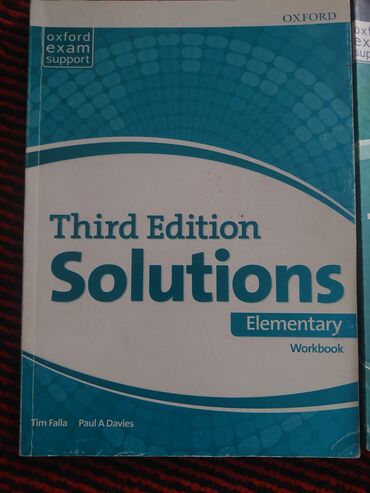 OXFORD
oxford
exam
support
Third Edition
Solutions
Elementary
Workbook
Tim Falla Paul A Davies